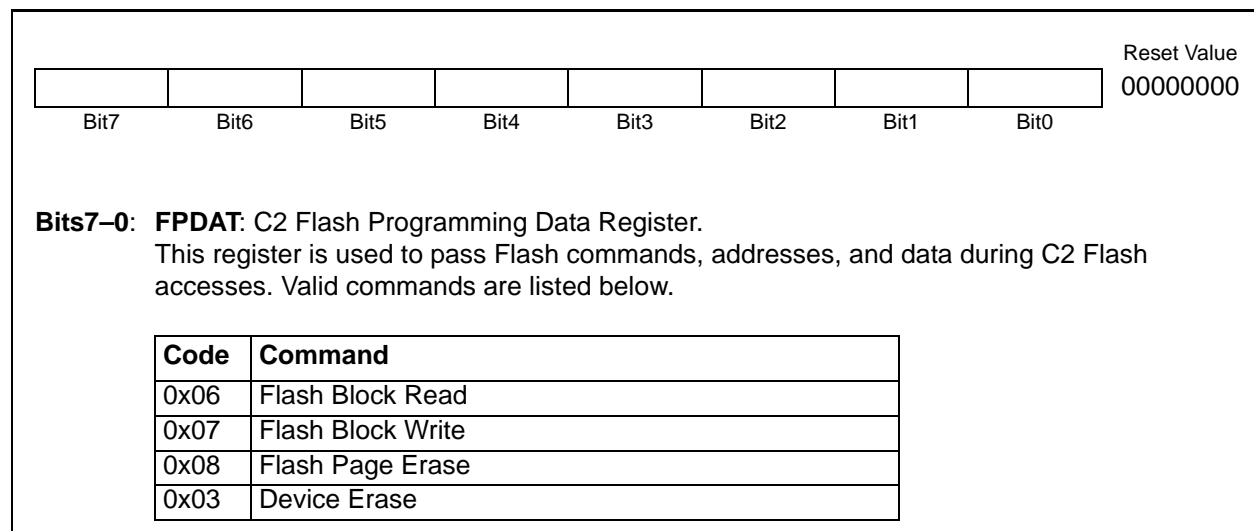 Reset Value
00000000
Bit7 Bit6 Bit5 Bit4 Bit3 Bit2 Bit1 Bit0
Bits7–0: FPDAT: C2 Flash Programming Data Register.
This register is used to pass Flash commands, addresses, and data during C2 Flash
accesses. Valid commands are listed below.
Code Command
0x06 Flash Block Read
0x07 Flash Block Write
0x08 Flash Page Erase
0x03 Device Erase